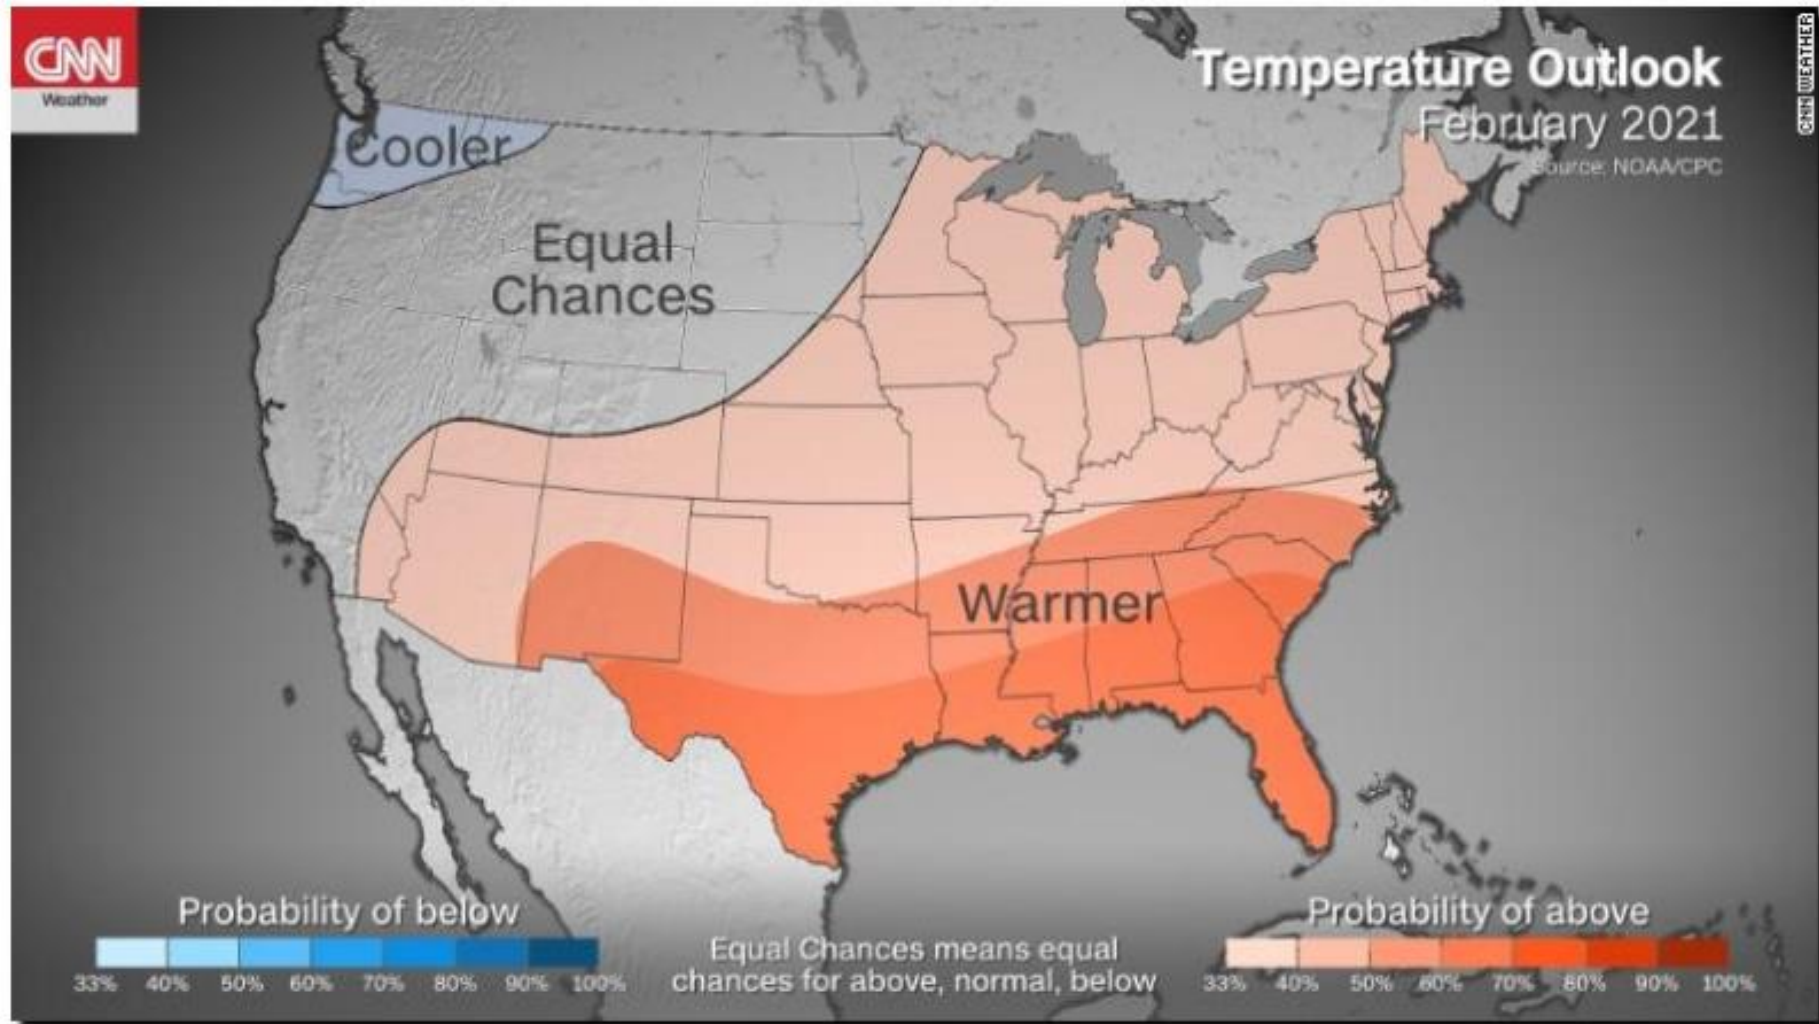 CNN
Weather
CNN WEATHER
Temperature Outlook
February 2021
Source: NOAA/CPC
Cooler
Equal
Chances
Warmer
Probability of below
33% 40% 50% 60% 70% 80% 90% 100%
Equal Chances means equal
chances for above, normal, below
Probability of above
33% 40% 50% 60% 70% 80% 90% 100%